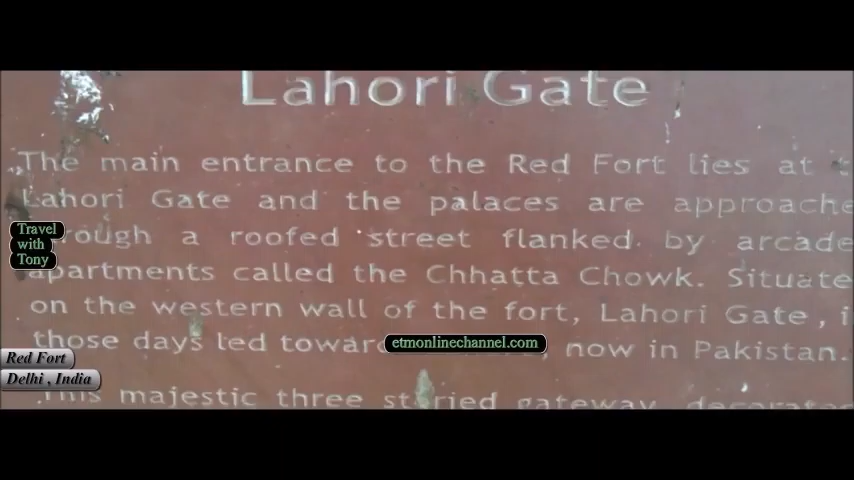 Lahori Gate
The main entrance to the Red Fort lies at
Lahori Gate and the palaces are approache
rough a roofed street flanked by arcade
apartments called the Chhatta Chowk. Situate
on the western wall of the fort, Lahori Gate, i
those days led towar now in Pakistan.
This majestic three storied gateway, decorated
Travel
with
Tony
etmonlinechannel.com
Red Fort
Delhi , India